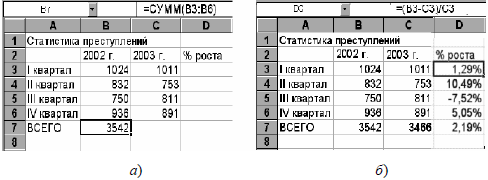 B7 =СУММ(B3:B6)
A B C D
1 Статистика преступлений
2 2002 г. 2003 г. % роста
3 I квартал 1024 1011
4 II квартал 832 753
5 III квартал 750 811
6 IV квартал 936 891
7 ВСЕГО 3542
а)
D3 =(B3-C3)/C3
A B C D
1 Статистика преступлений
2 2002 г. 2003 г. % роста
3 I квартал 1024 1011 1,29%
4 II квартал 832 753 10,49%
5 III квартал 750 811 -7,52%
6 IV квартал 936 891 5,05%
7 ВСЕГО 3542 3466 2,19%
б)